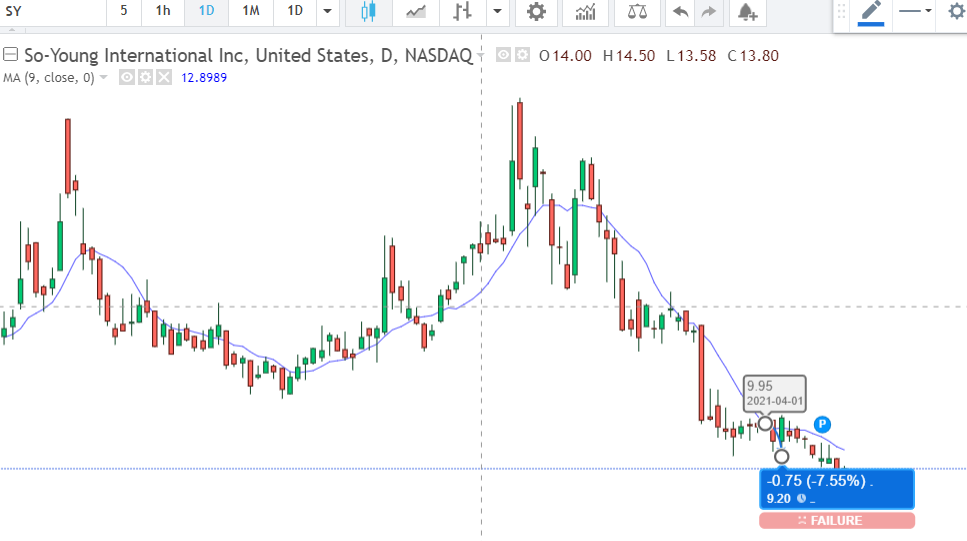 SY 5 1h 1D 1M 1D
So-Young International Inc, United States, D, NASDAQ O 14.00 H 14.50 L 13.58 C 13.80
MA (9, close, 0) 12.8989
9.95
2021-04-01
P
-0.75 (-7.55%) .
9.20 _
FAILURE